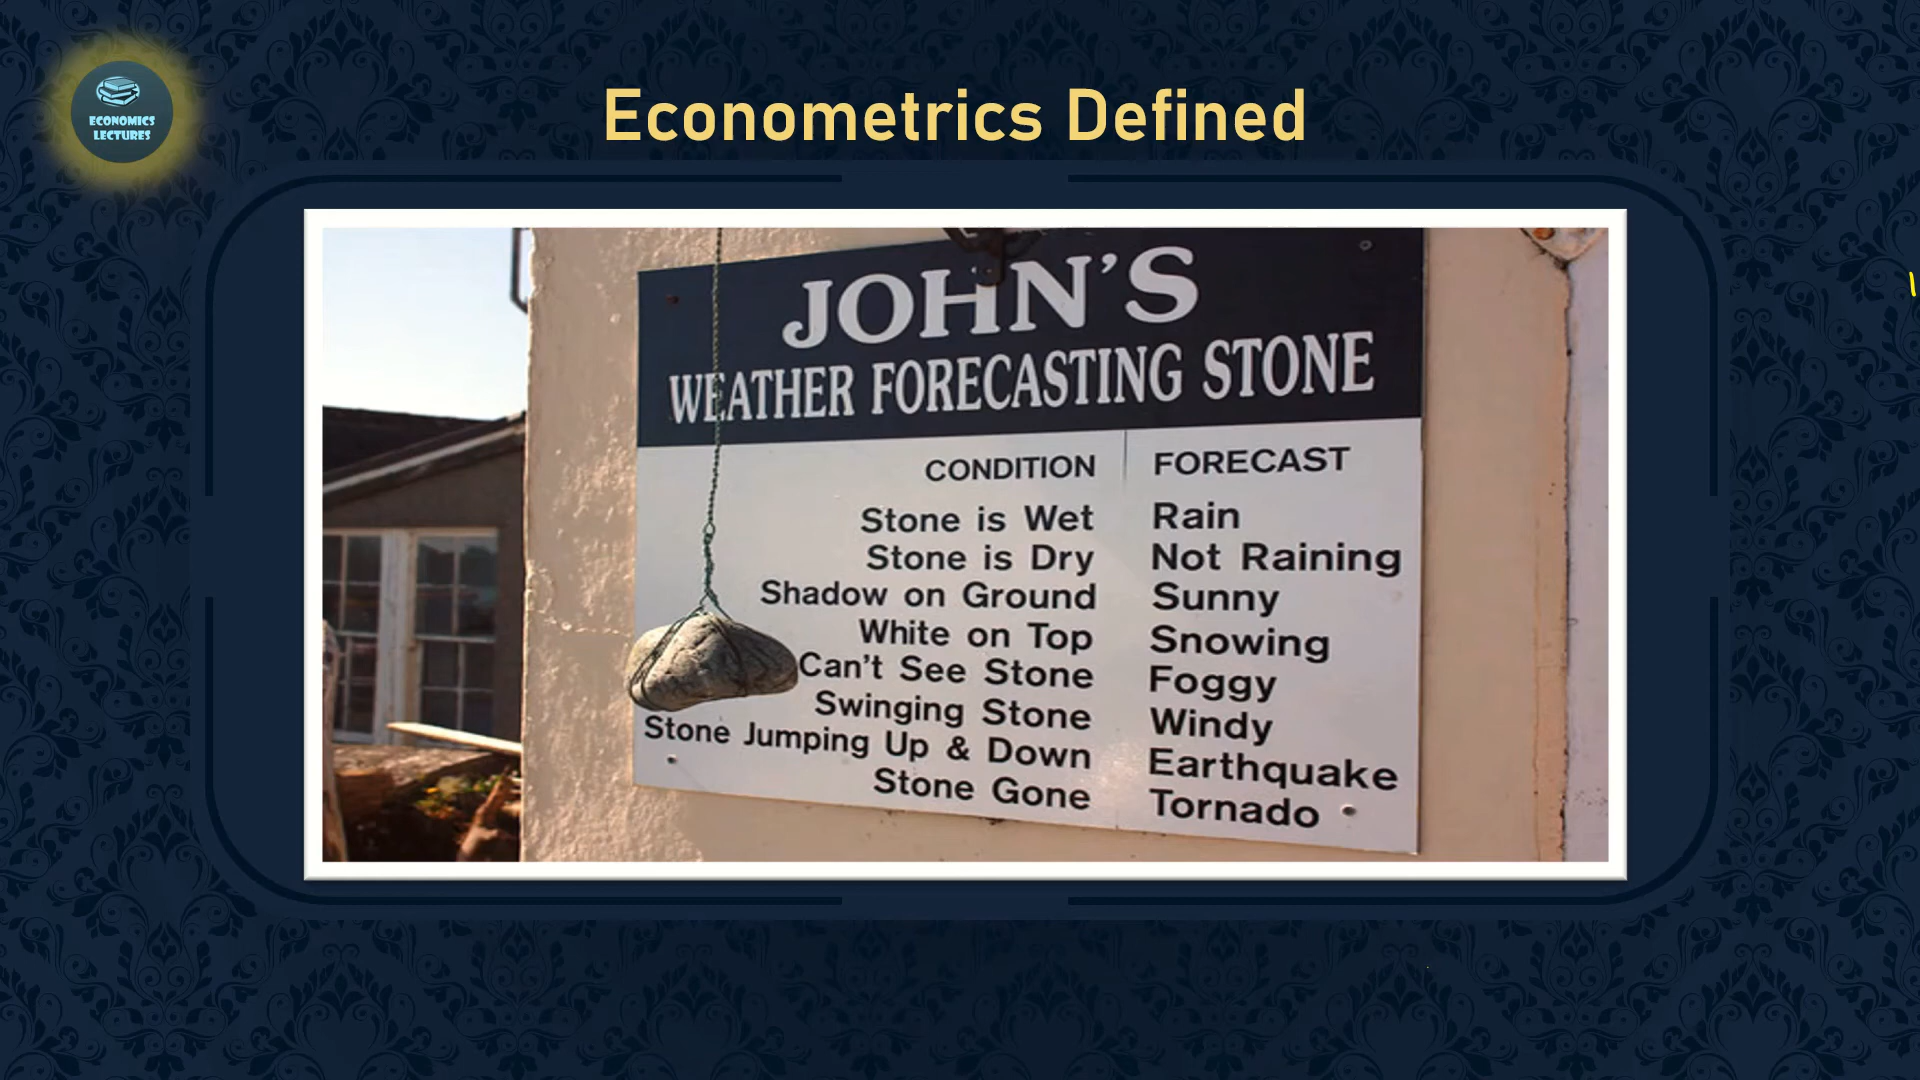 ECONOMICS
LECTURES
Econometrics Defined
JOHN'S
WEATHER FORECASTING STONE
CONDITION FORECAST
Stone is Wet Rain
Stone is Dry Not Raining
Shadow on Ground Sunny
White on Top Snowing
Can't See Stone Foggy
Swinging Stone Windy
Stone Jumping Up & Down Earthquake
Stone Gone Tornado